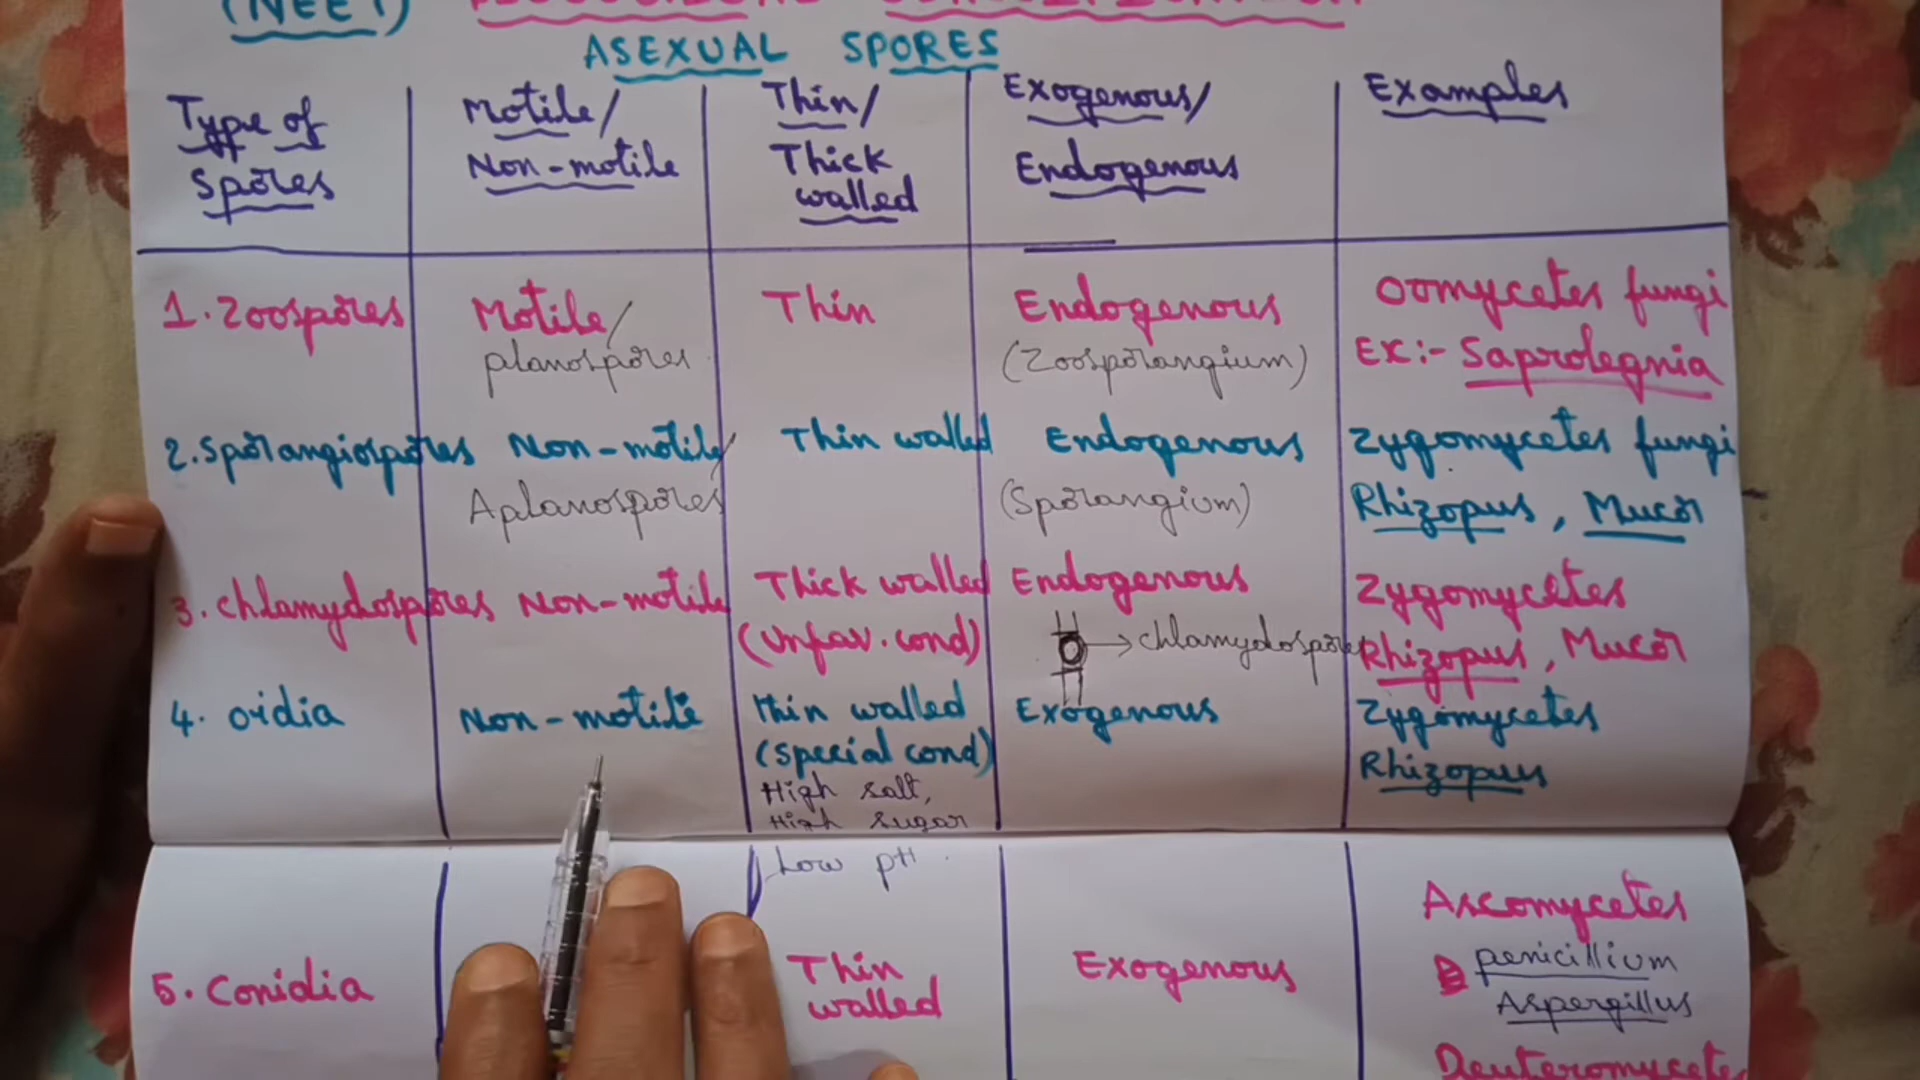 (NEET)
ASEXUAL SPORES
Type of
Spores
Motile/
Non-motile
Thin/
Thick
walled
Exogenous/
Endogenous
Examples
1. Zoospores
Motile/
planospores
Thin
Endogenous
(Zoosporangium)
Oomycetes fungi
EX:- Saprolegnia
2. Sporangiospores
Non-motile/
Aplanospores
Thin walled
Endogenous
(Sporangium)
Zygomycetes fungi
Rhizopus, Mucor
3. Chlamydospores
Non-motile
Thick walled
(Unfav. cond)
Endogenous
chlamydospore
Zygomycetes
Rhizopus, Mucor
4. Oidia
Non-motile
Thin walled
(Special cond)
High salt,
High sugar
Low pH.
Exogenous
Zygomycetes
Rhizopus
5. Conidia
Thin
walled
Exogenous
Ascomycetes
penicillium
Aspergillus
Deuteromycetes